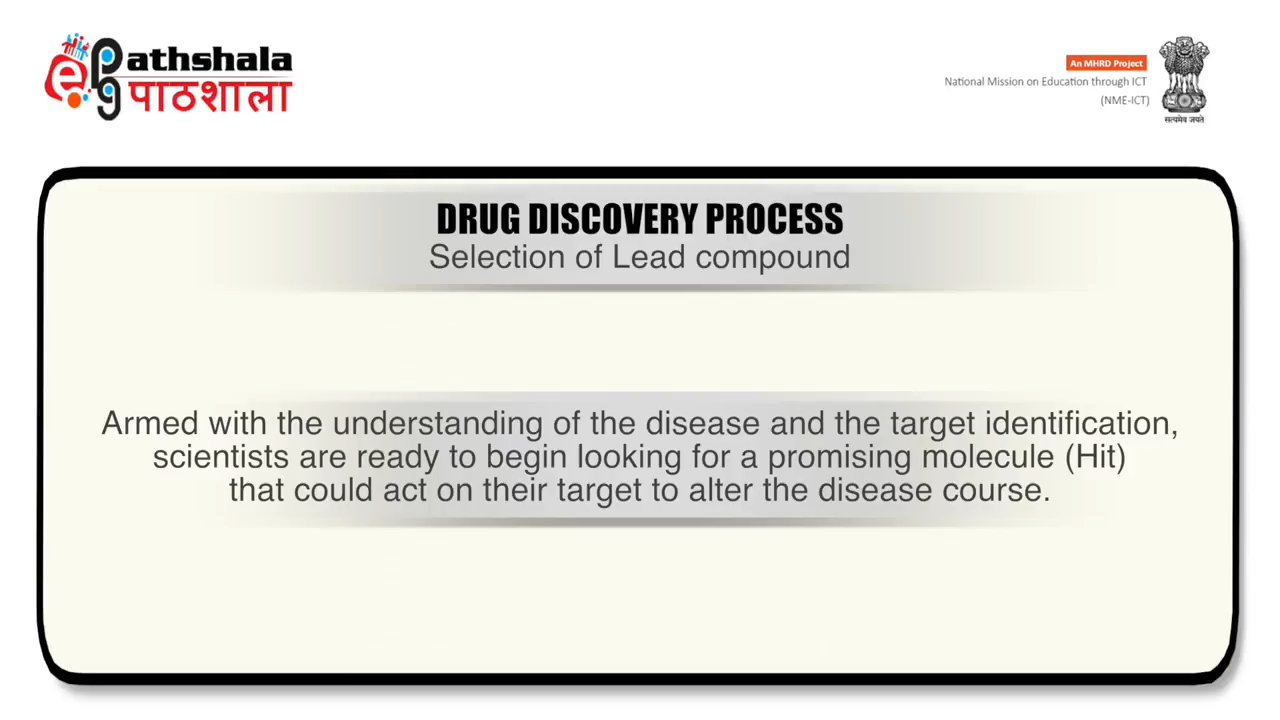 e pg Pathshala
पाठशाला
An MHRD Project
National Mission on Education through ICT
(NME-ICT)
सत्यमेव जयते
DRUG DISCOVERY PROCESS
Selection of Lead compound
Armed with the understanding of the disease and the target identification,
scientists are ready to begin looking for a promising molecule (Hit)
that could act on their target to alter the disease course.